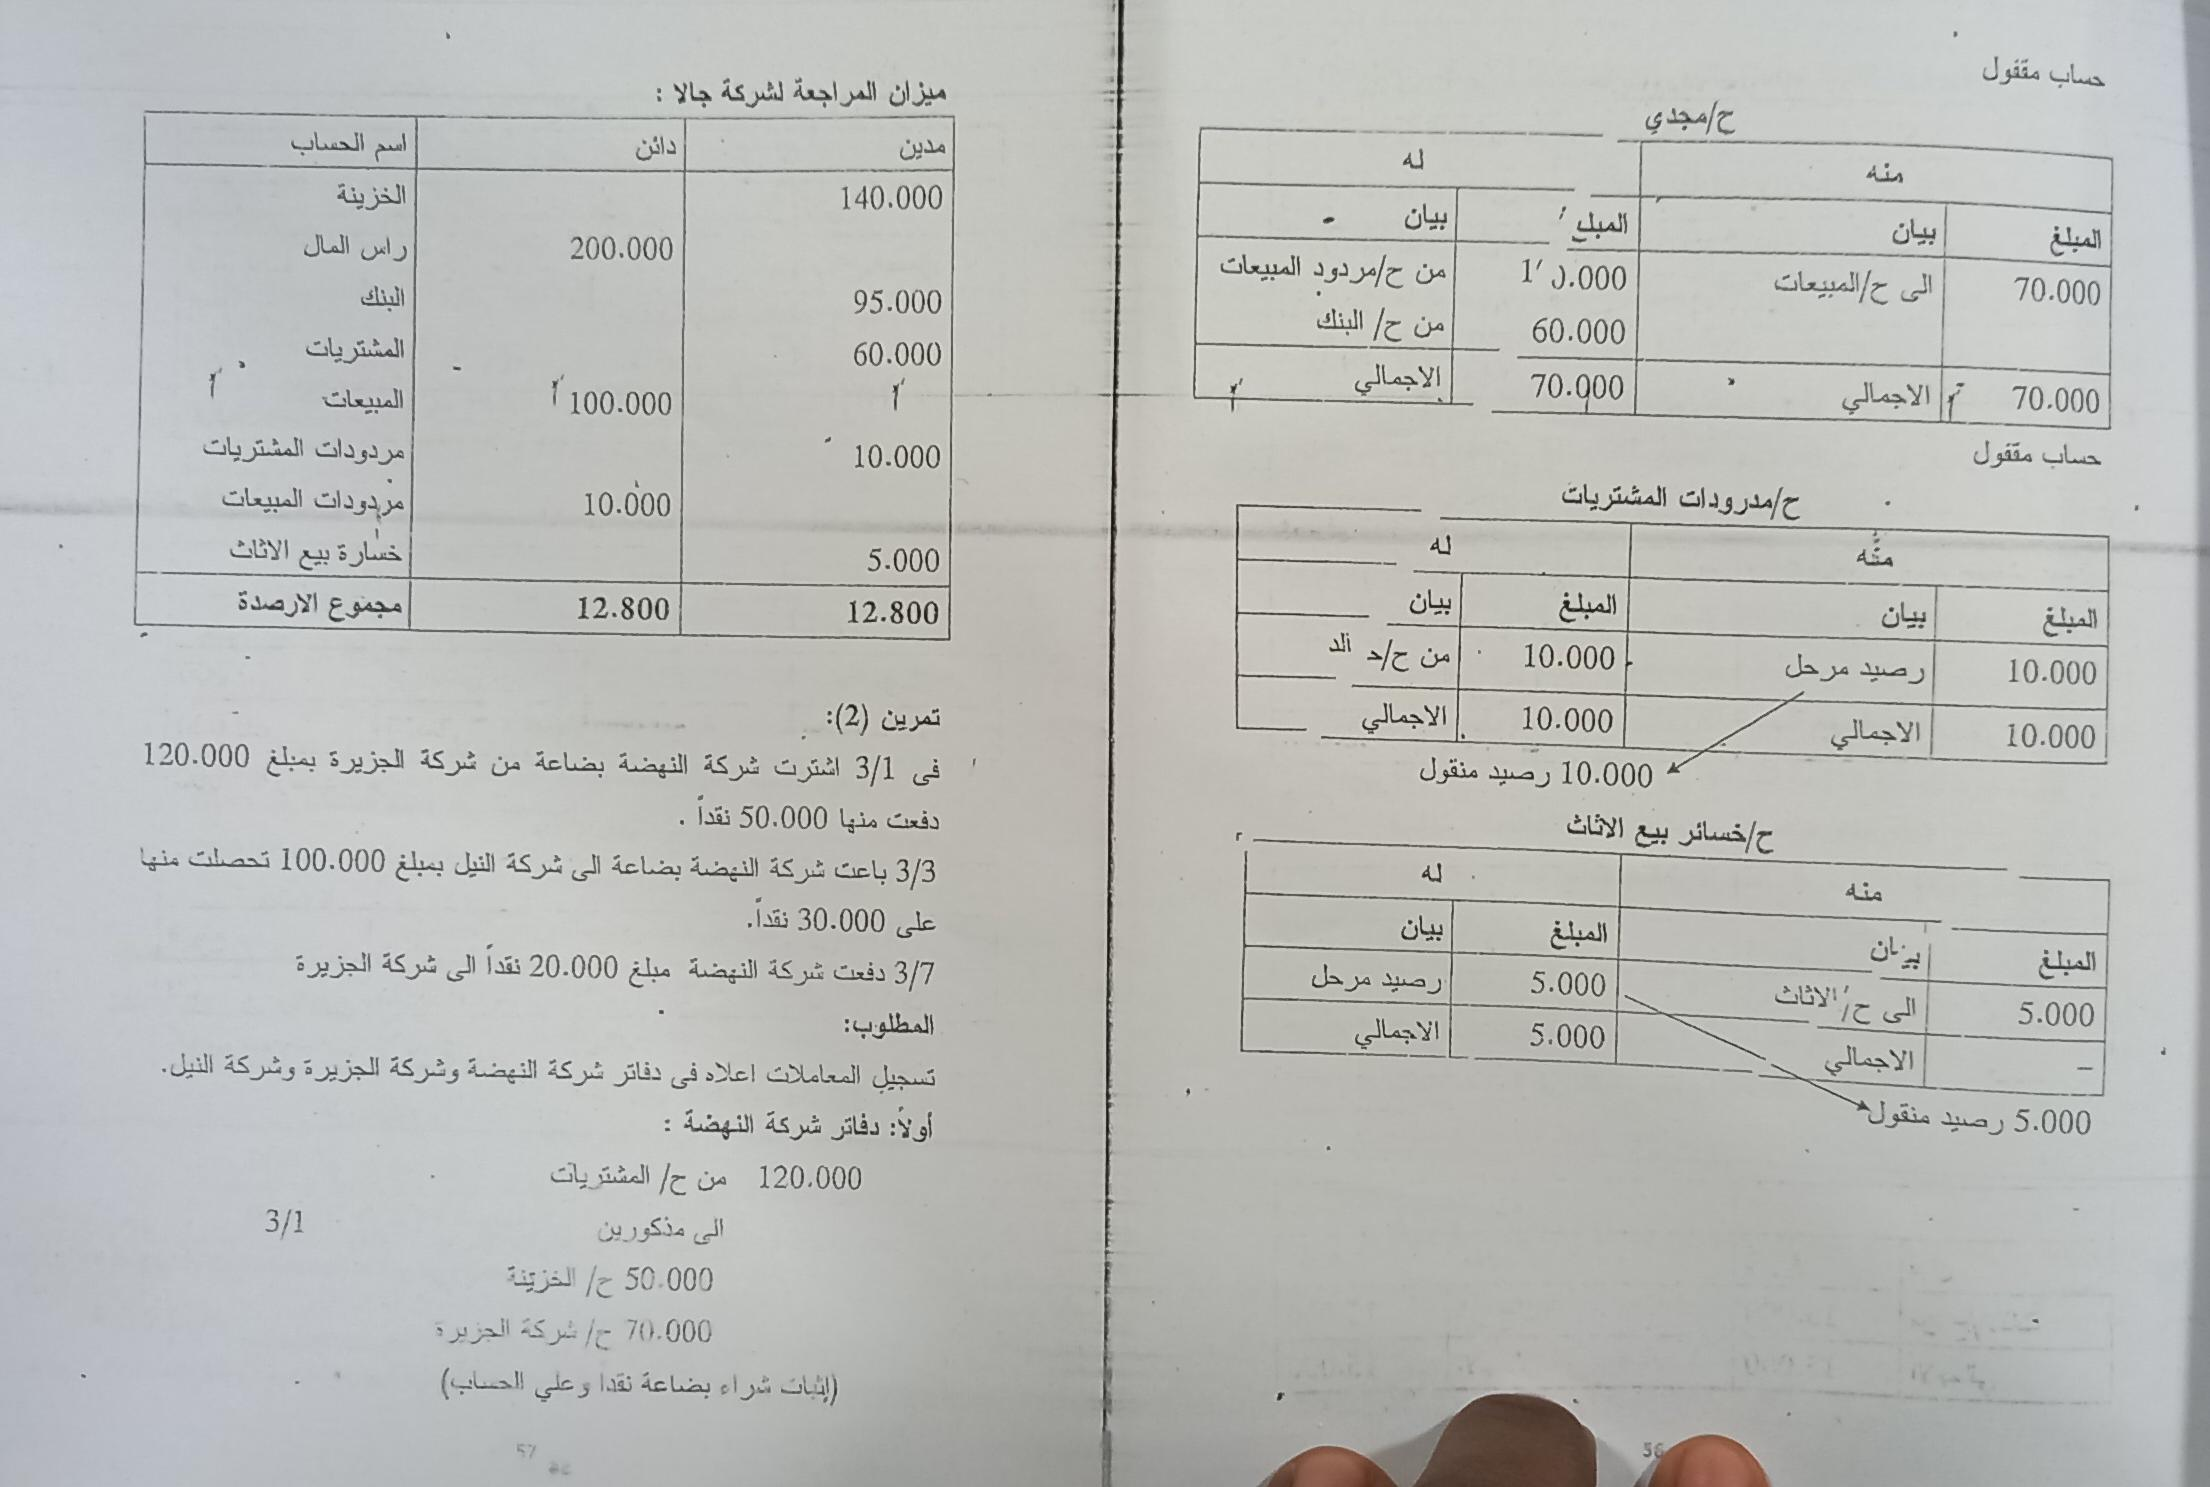 حساب مقفول
ح/مجدي
منه له
المبلغ بيان المبلغ بيان
70.000 الى ح/المبيعات 10.000 من ح/مردود المبيعات
60.000 من ح/ البنك
70.000 الاجمالي 70.000 الاجمالي
حساب مقفول
ح/مدرودات المشتريات
منه له
المبلغ بيان المبلغ بيان
10.000 رصيد مرحل 10.000 من ح/
10.000 الاجمالي 10.000 الاجمالي
10.000 رصيد منقول
ح/خسائر بيع الاثاث
منه له
المبلغ بيان المبلغ بيان
5.000 الى ح/الاثاث 5.000 رصيد مرحل
– الاجمالي 5.000 الاجمالي
5.000 رصيد منقول
56
ميزان المراجعة لشركة جالا :
مدين دائن اسم الحساب
140.000 الخزينة
200.000 راس المال
95.000 البنك
60.000 المشتريات
100.000 المبيعات
10.000 مردودات المشتريات
10.000 مردودات المبيعات
5.000 خسارة بيع الاثاث
12.800 12.800 مجموع الارصدة
تمرين (2):
فى 3/1 اشترت شركة النهضة بضاعة من شركة الجزيرة بمبلغ 120.000
دفعت منها 50.000 نقداً .
3/3 باعت شركة النهضة بضاعة الى شركة النيل بمبلغ 100.000 تحصلت منها
على 30.000 نقداً.
3/7 دفعت شركة النهضة مبلغ 20.000 نقداً الى شركة الجزيرة
المطلوب:
تسجيل المعاملات اعلاه فى دفاتر شركة النهضة وشركة الجزيرة وشركة النيل.
أولاً: دفاتر شركة النهضة :
120.000 من ح/ المشتريات
الى مذكورين 3/1
50.000 ح/ الخزينة
70.000 ح/ شركة الجزيرة
(إثبات شراء بضاعة نقدا وعلي الحساب)
57